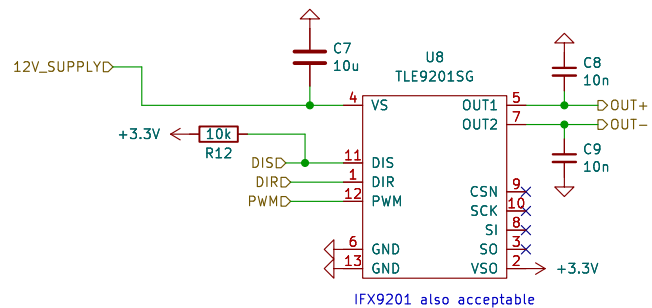 C7
10u
U8
TLE9201SG
C8
10n
12V_SUPPLY
4 VS
OUT1 5
OUT+
OUT2 7
OUT-
+3.3V
10k
R12
C9
10n
DIS
11 DIS
DIR
1 DIR
PWM
12 PWM
CSN 9
SCK 10
SI 8
SO 3
6 GND
13 GND
VSO 2
+3.3V
IFX9201 also acceptable